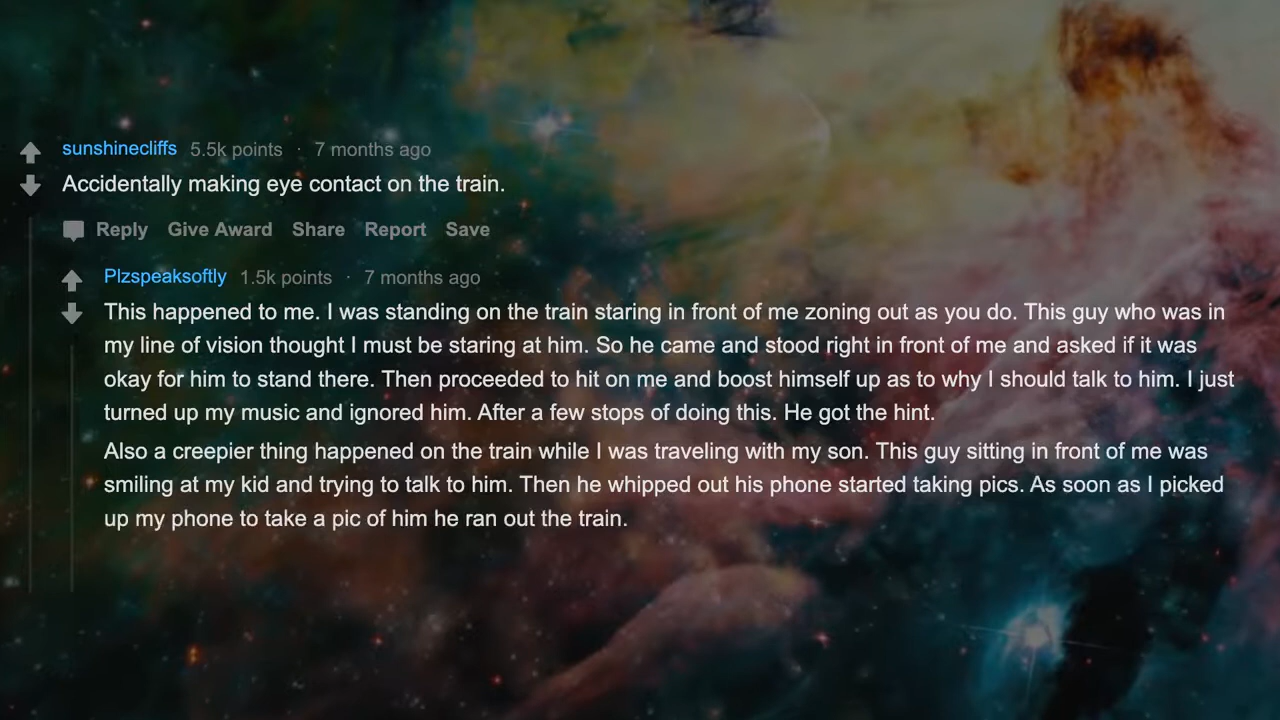 sunshinecliffs 5.5k points · 7 months ago
Accidentally making eye contact on the train.
Reply Give Award Share Report Save
Plzspeaksoftly 1.5k points · 7 months ago
This happened to me. I was standing on the train staring in front of me zoning out as you do. This guy who was in
my line of vision thought I must be staring at him. So he came and stood right in front of me and asked if it was
okay for him to stand there. Then proceeded to hit on me and boost himself up as to why I should talk to him. I just
turned up my music and ignored him. After a few stops of doing this. He got the hint.
Also a creepier thing happened on the train while I was traveling with my son. This guy sitting in front of me was
smiling at my kid and trying to talk to him. Then he whipped out his phone started taking pics. As soon as I picked
up my phone to take a pic of him he ran out the train.